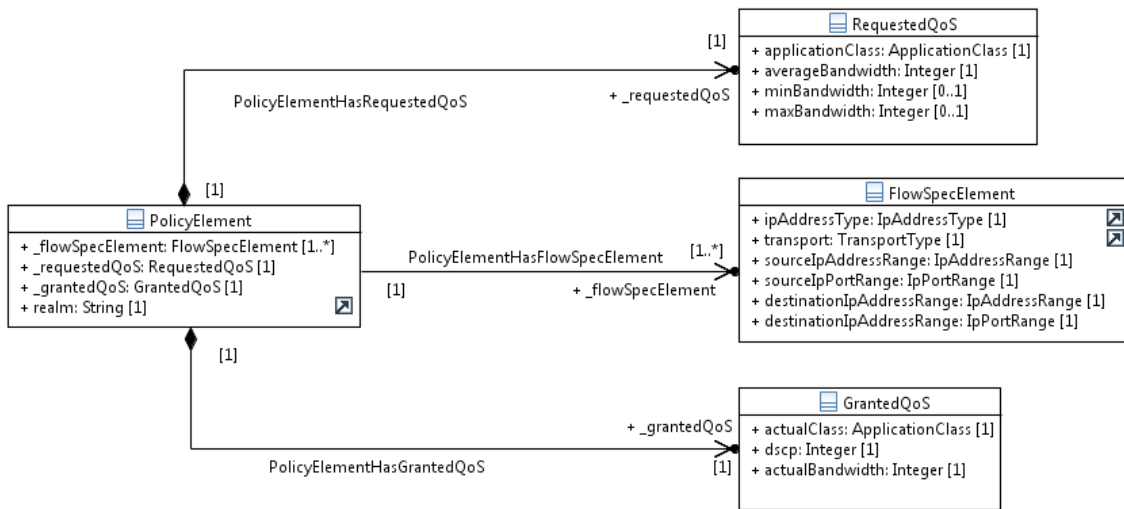 RequestedQoS
+ applicationClass: ApplicationClass [1]
+ averageBandwidth: Integer [1]
+ minBandwidth: Integer [0..1]
+ maxBandwidth: Integer [0..1]
[1]
PolicyElementHasRequestedQoS
+ _requestedQoS
[1]
PolicyElement
+ _flowSpecElement: FlowSpecElement [1..*]
+ _requestedQoS: RequestedQoS [1]
+ _grantedQoS: GrantedQoS [1]
+ realm: String [1]
PolicyElementHasFlowSpecElement
[1..*]
[1]
+ _flowSpecElement
FlowSpecElement
+ ipAddressType: IpAddressType [1]
+ transport: TransportType [1]
+ sourceIpAddressRange: IpAddressRange [1]
+ sourceIpPortRange: IpPortRange [1]
+ destinationIpAddressRange: IpAddressRange [1]
+ destinationIpAddressRange: IpPortRange [1]
[1]
+ _grantedQoS
PolicyElementHasGrantedQoS
[1]
GrantedQoS
+ actualClass: ApplicationClass [1]
+ dscp: Integer [1]
+ actualBandwidth: Integer [1]